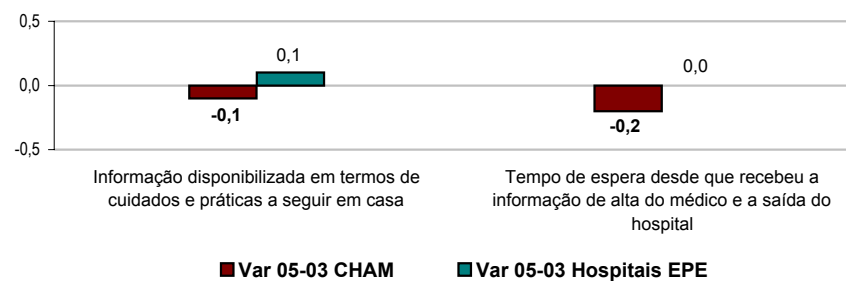 0,5
0,1
0,0
0,0
-0,1
-0,2
-0,5
Informação disponibilizada em termos de
cuidados e práticas a seguir em casa
Tempo de espera desde que recebeu a
informação de alta do médico e a saída do
hospital
Var 05-03 CHAM
Var 05-03 Hospitais EPE